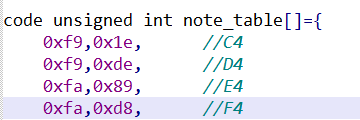 code unsigned int note_table[]={
0xf9,0x1e, //C4
0xf9,0xde, //D4
0xfa,0x89, //E4
0xfa,0xd8, //F4